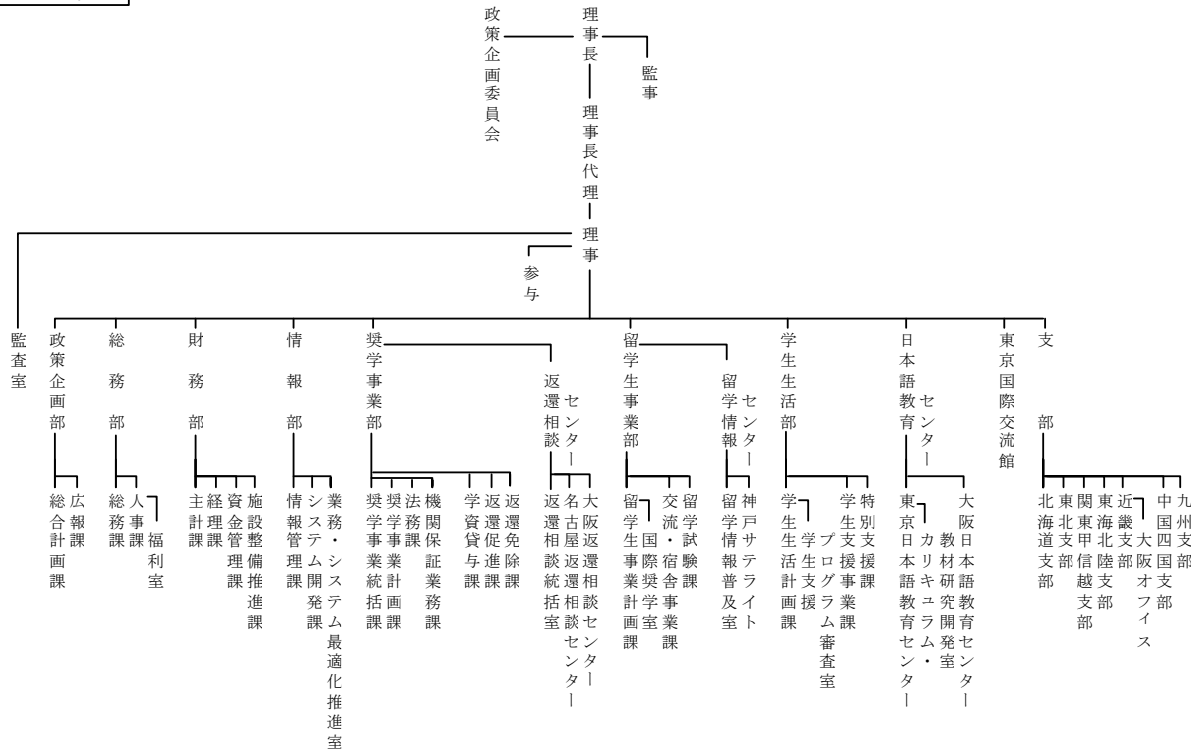 政策企画委員会
理事長
監事
理事長代理
理事
参与
監査室
政策企画部
総務部
財務部
情報部
奨学事業部
返還相談
センター
留学生事業部
留学情報
センター
学生生活部
日本語教育
センター
東京国際交流館
支部
総合計画課
広報課
総務課
人事課
福利室
主計課
経理課
資金管理課
施設整備推進課
情報管理課
システム開発課
業務・システム最適化推進室
奨学事業統括課
奨学事業計画課
法務課
機関保証業務課
学資貸与課
返還促進課
返還免除課
返還相談統括室
名古屋返還相談センター
大阪返還相談センター
留学生事業計画課
国際奨学室
交流・宿舎事業課
留学試験課
留学情報普及室
神戸サテライト
学生生活計画課
学生支援
プログラム審査室
学生支援事業課
特別支援課
東京日本語教育センター
カリキュラム・
教材研究開発室
大阪日本語教育センター
北海道支部
東北支部
関東甲信越支部
東海北陸支部
近畿支部
大阪オフィス
中国四国支部
九州支部